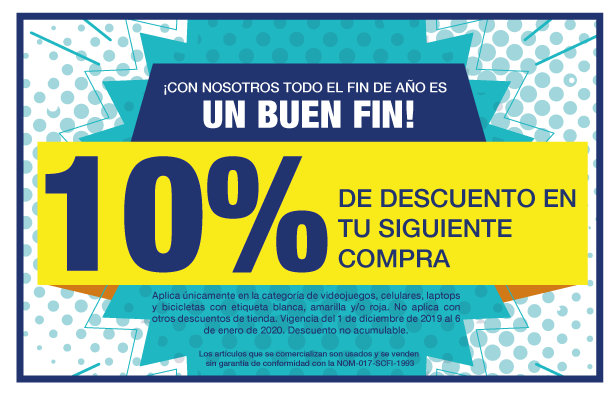 ¡CON NOSOTROS TODO EL FIN DE AÑO ES
UN BUEN FIN!
10%
DE DESCUENTO EN
TU SIGUIENTE
COMPRA
Aplica únicamente en la categoría de videojuegos, celulares, laptops
y bicicletas con etiqueta blanca, amarilla y/o roja. No aplica con
otros descuentos de tienda. Vigencia del 1 de diciembre de 2019 al 6
de enero de 2020. Descuento no acumulable.
Los artículos que se comercializan son usados y se venden
sin garantía de conformidad con la NOM-017-SCFI-1993